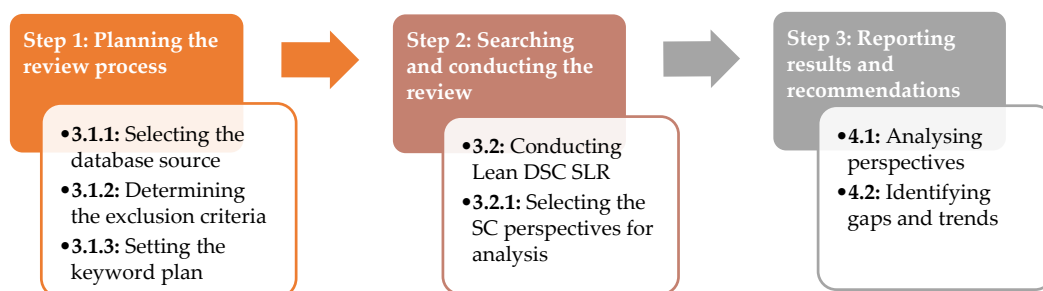 Step 1: Planning the
review process
•3.1.1: Selecting the
database source
•3.1.2: Determining
the exclusion criteria
•3.1.3: Setting the
keyword plan
Step 2: Searching
and conducting the
review
•3.2: Conducting
Lean DSC SLR
•3.2.1: Selecting the
SC perspectives for
analysis
Step 3: Reporting
results and
recommendations
•4.1: Analysing
perspectives
•4.2: Identifying
gaps and trends